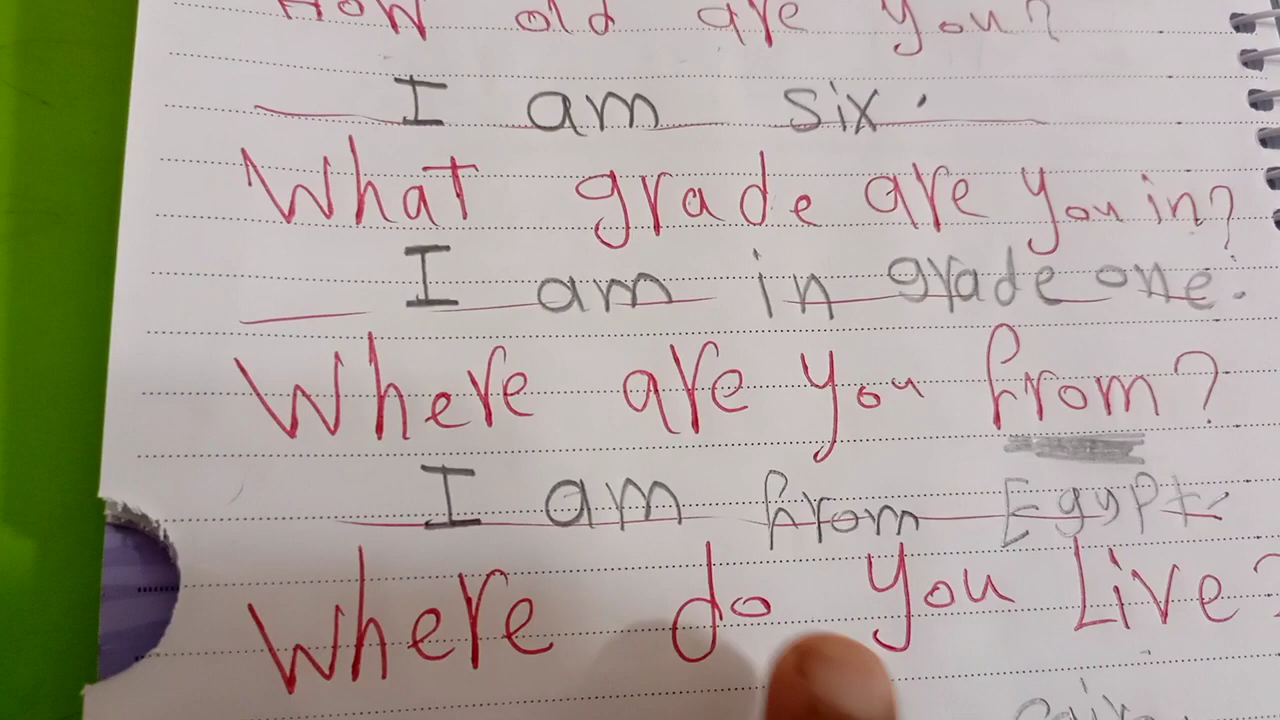 How old are you?
I am six.
What grade are you in?
I am in grade one.
Where are you from?
I am from Egypt.
Where do you Live?